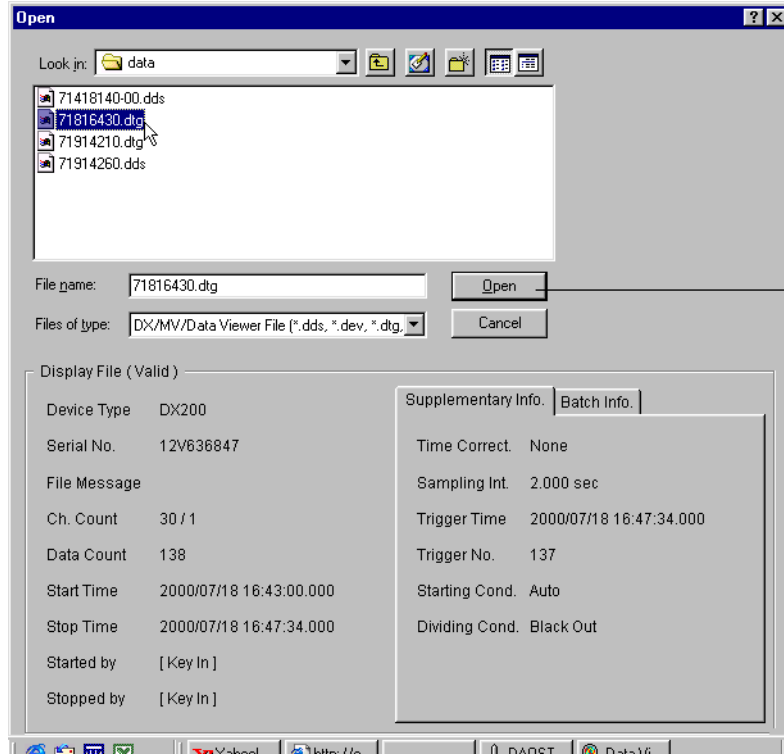 Open
Look in: data
71418140-00.dds
71816430.dtg
71914210.dtg
71914260.dds
File name: 71816430.dtg Open
Files of type: DX/MV/Data Viewer File (*.dds, *.dev, *.dtg, Cancel
Display File ( Valid )
Supplementary Info. Batch Info.
Device Type DX200
Serial No. 12V636847
File Message
Ch. Count 30 / 1
Data Count 138
Start Time 2000/07/18 16:43:00.000
Stop Time 2000/07/18 16:47:34.000
Started by [ Key In ]
Stopped by [ Key In ]
Time Correct. None
Sampling Int. 2.000 sec
Trigger Time 2000/07/18 16:47:34.000
Trigger No. 137
Starting Cond. Auto
Dividing Cond. Black Out